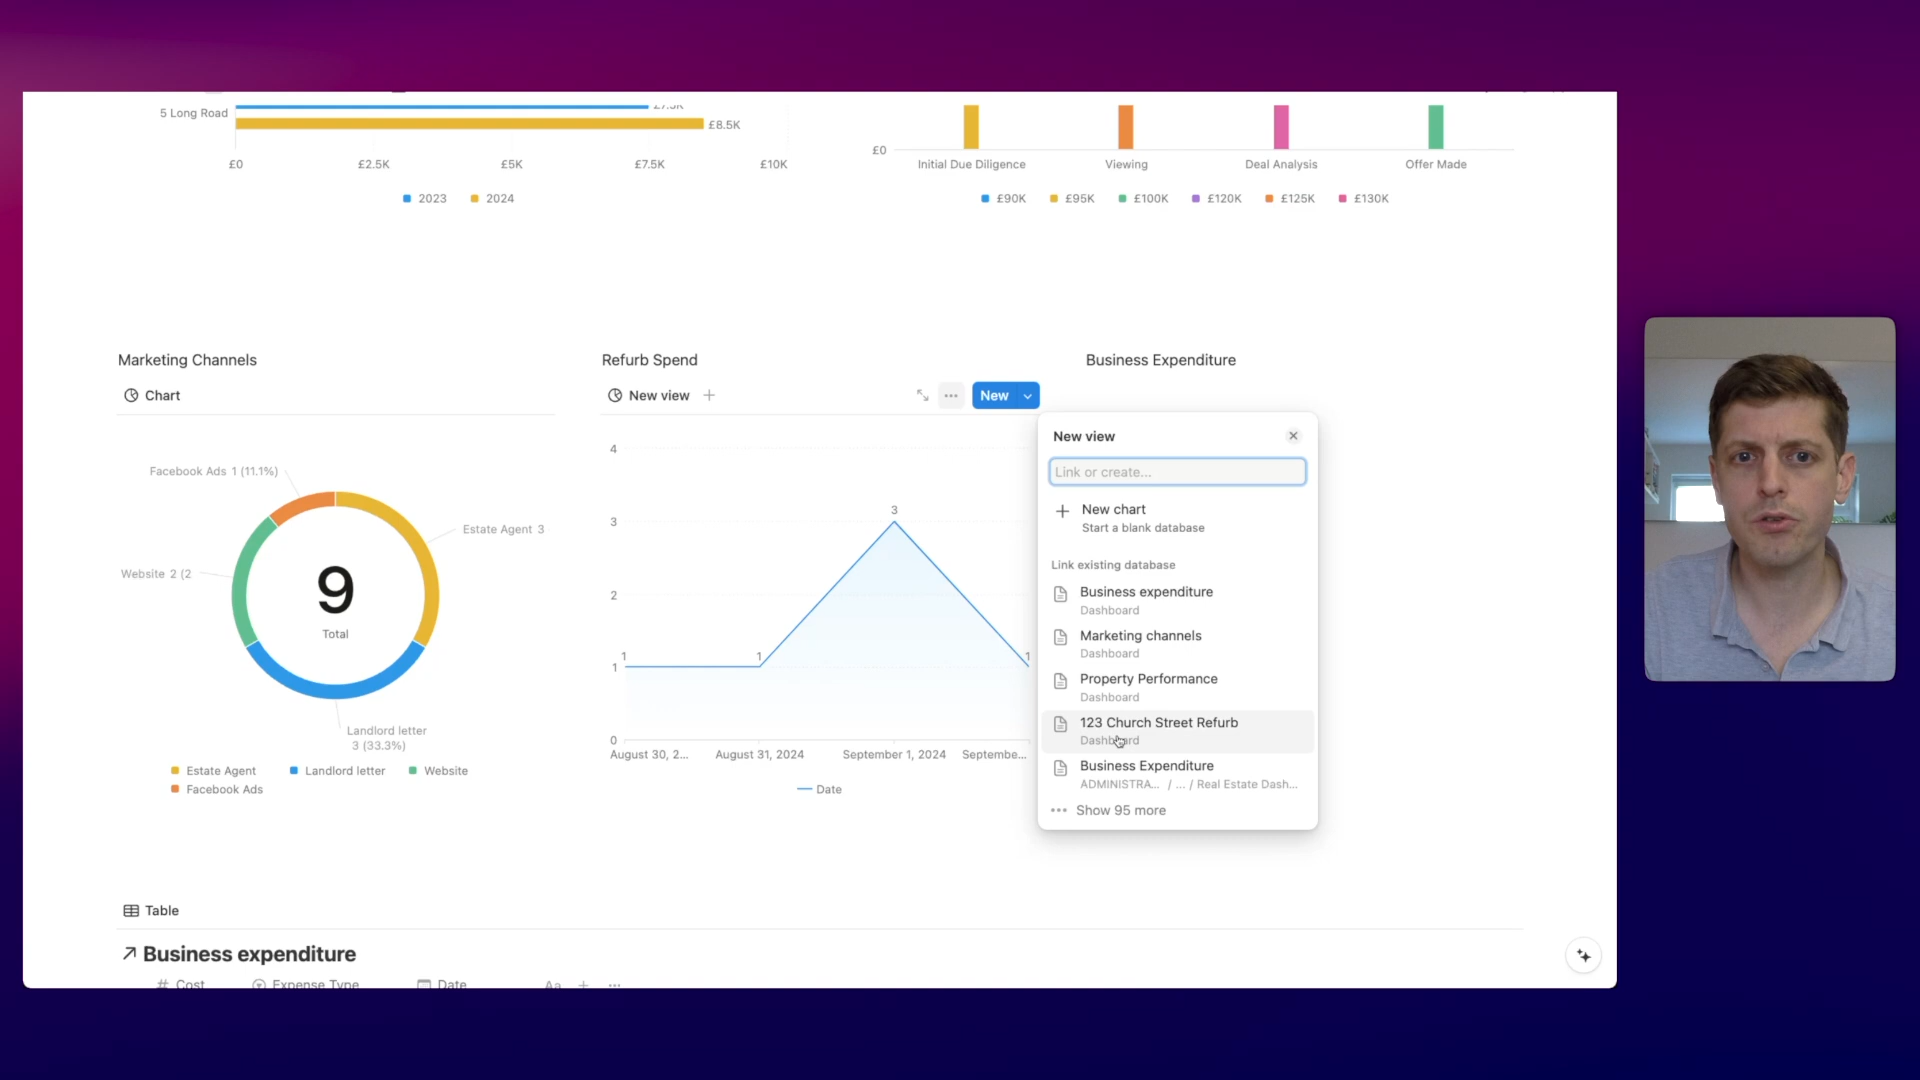 5 Long Road
£8.5K
£0
£2.5K
£5K
£7.5K
£10K
2023
2024
£0
Initial Due Diligence
Viewing
Deal Analysis
Offer Made
£90K
£95K
£100K
£120K
£125K
£130K
Marketing Channels
Chart
Facebook Ads 1 (11.1%)
Estate Agent 3
Website 2 (2
9
Total
Landlord letter
3 (33.3%)
Estate Agent
Landlord letter
Website
Facebook Ads
Refurb Spend
New view
New
4
3
2
1
0
1
1
3
1
August 30, 2...
August 31, 2024
September 1, 2024
Septembe...
Date
Business Expenditure
New view
Link or create...
New chart
Start a blank database
Link existing database
Business expenditure
Dashboard
Marketing channels
Dashboard
Property Performance
Dashboard
123 Church Street Refurb
Dashboard
Business Expenditure
ADMINISTRA... / ... / Real Estate Dash...
Show 95 more
Table
Business expenditure
# Cost
Expense Type
Date
Aa